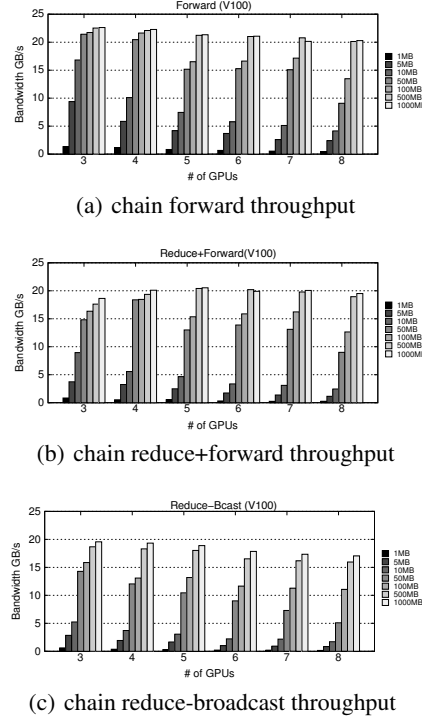 Forward (V100)
25
20
15
10
5
0
Bandwidth GB/s
3 4 5 6 7 8
# of GPUs
1MB
5MB
10MB
50MB
100MB
500MB
1000MB
(a) chain forward throughput
Reduce+Forward(V100)
25
20
15
10
5
0
Bandwidth GB/s
3 4 5 6 7 8
# of GPUs
1MB
5MB
10MB
50MB
100MB
500MB
1000MB
(b) chain reduce+forward throughput
Reduce-Bcast (V100)
25
20
15
10
5
0
Bandwidth GB/s
3 4 5 6 7 8
# of GPUs
1MB
5MB
10MB
50MB
100MB
500MB
1000MB
(c) chain reduce-broadcast throughput